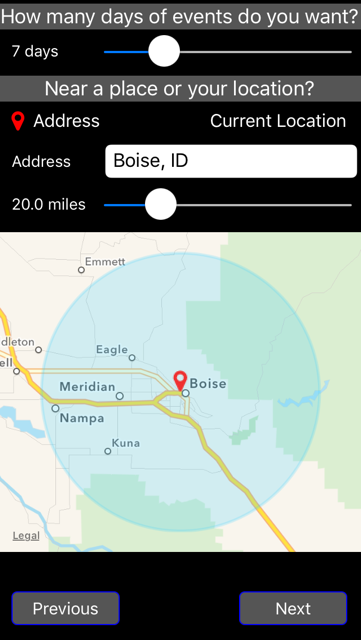 How many days of events do you want?
7 days
Near a place or your location?
Address
Current Location
Address
Boise, ID
20.0 miles
Emmett
dleton
Eagle
ell
Meridian
Boise
Nampa
Kuna
Legal
Previous
Next